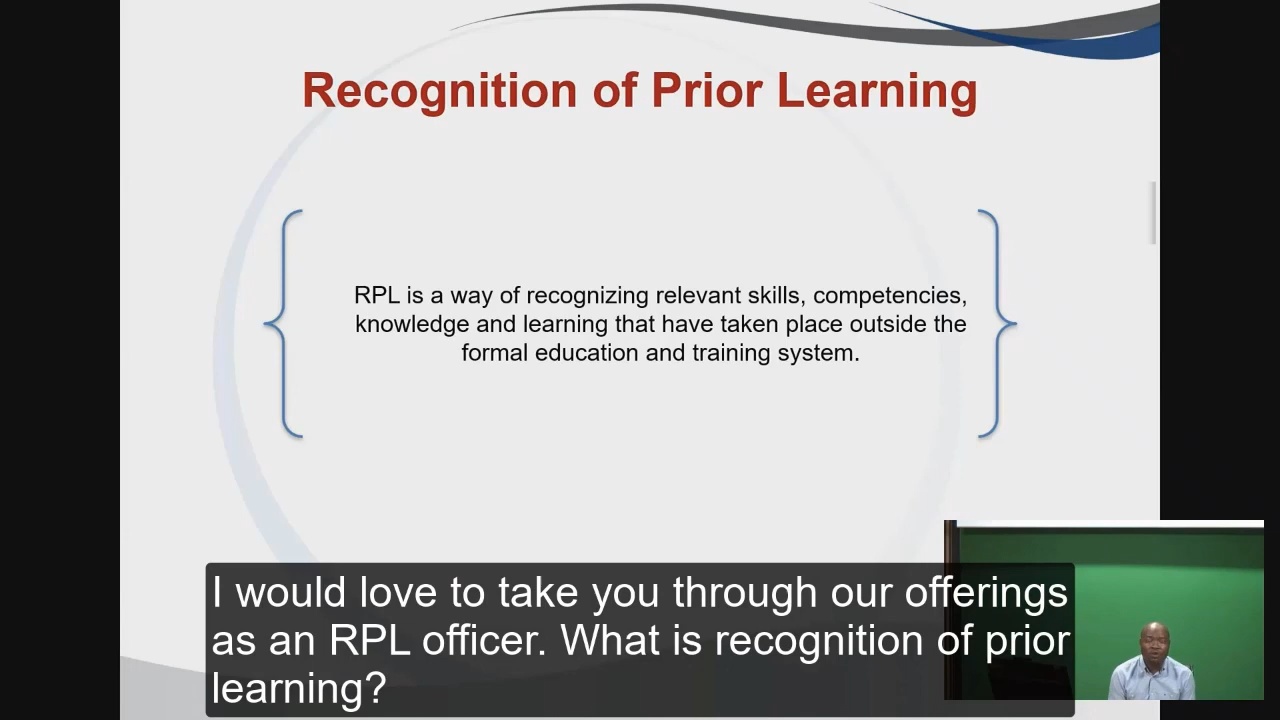 Recognition of Prior Learning
RPL is a way of recognizing relevant skills, competencies,
knowledge and learning that have taken place outside the
formal education and training system.
I would love to take you through our offerings
as an RPL officer. What is recognition of prior
learning?